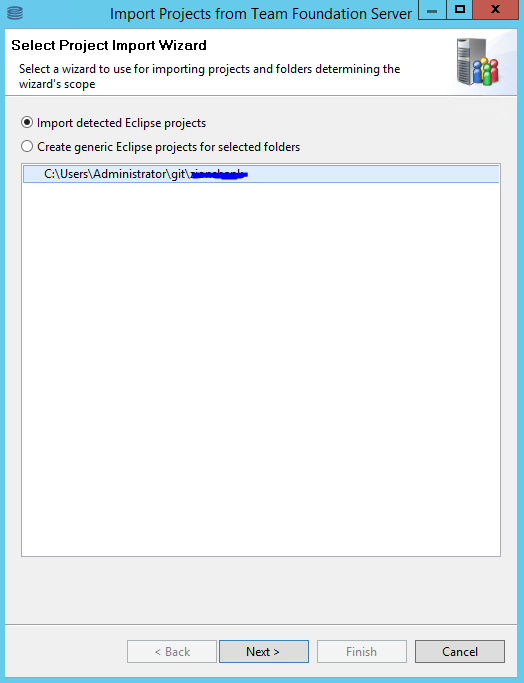 Import Projects from Team Foundation Server
Select Project Import Wizard
Select a wizard to use for importing projects and folders determining the
wizard's scope
Import detected Eclipse projects
Create generic Eclipse projects for selected folders
C:\Users\Administrator\git\
< Back
Next >
Finish
Cancel